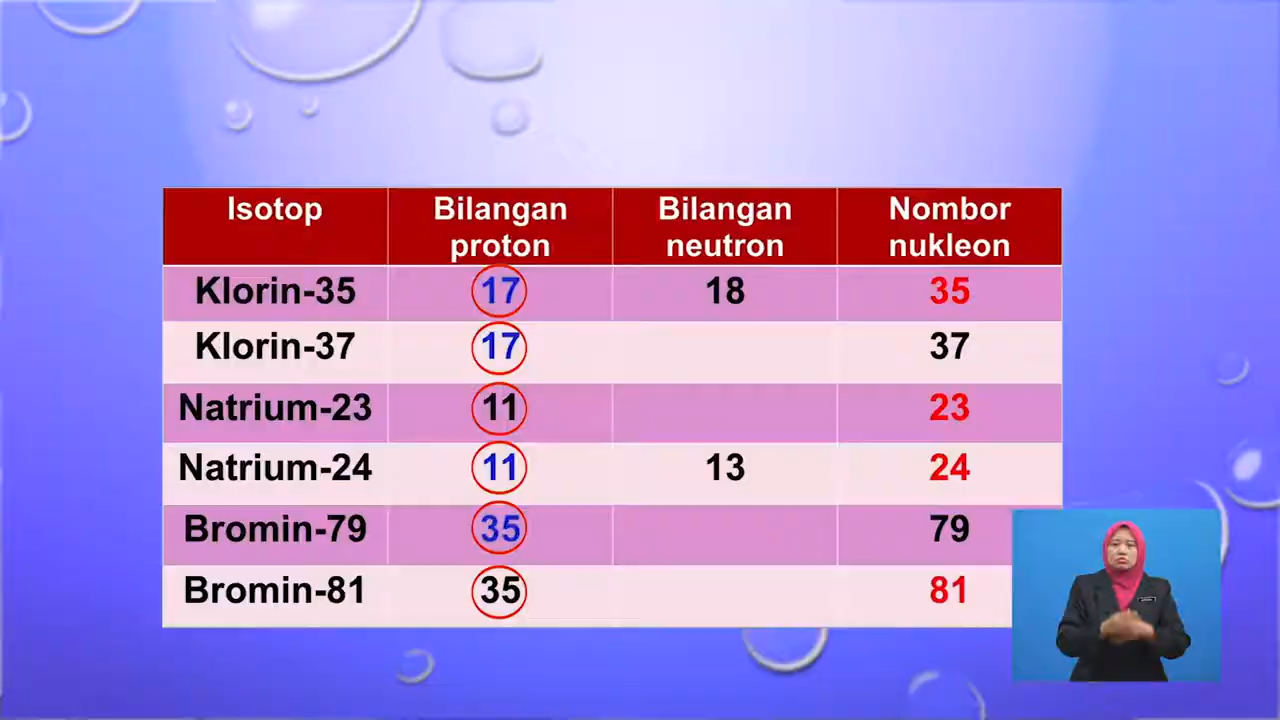 Isotop Bilangan proton Bilangan neutron Nombor nukleon
Klorin-35 17 18 35
Klorin-37 17 37
Natrium-23 11 23
Natrium-24 11 13 24
Bromin-79 35 79
Bromin-81 35 81